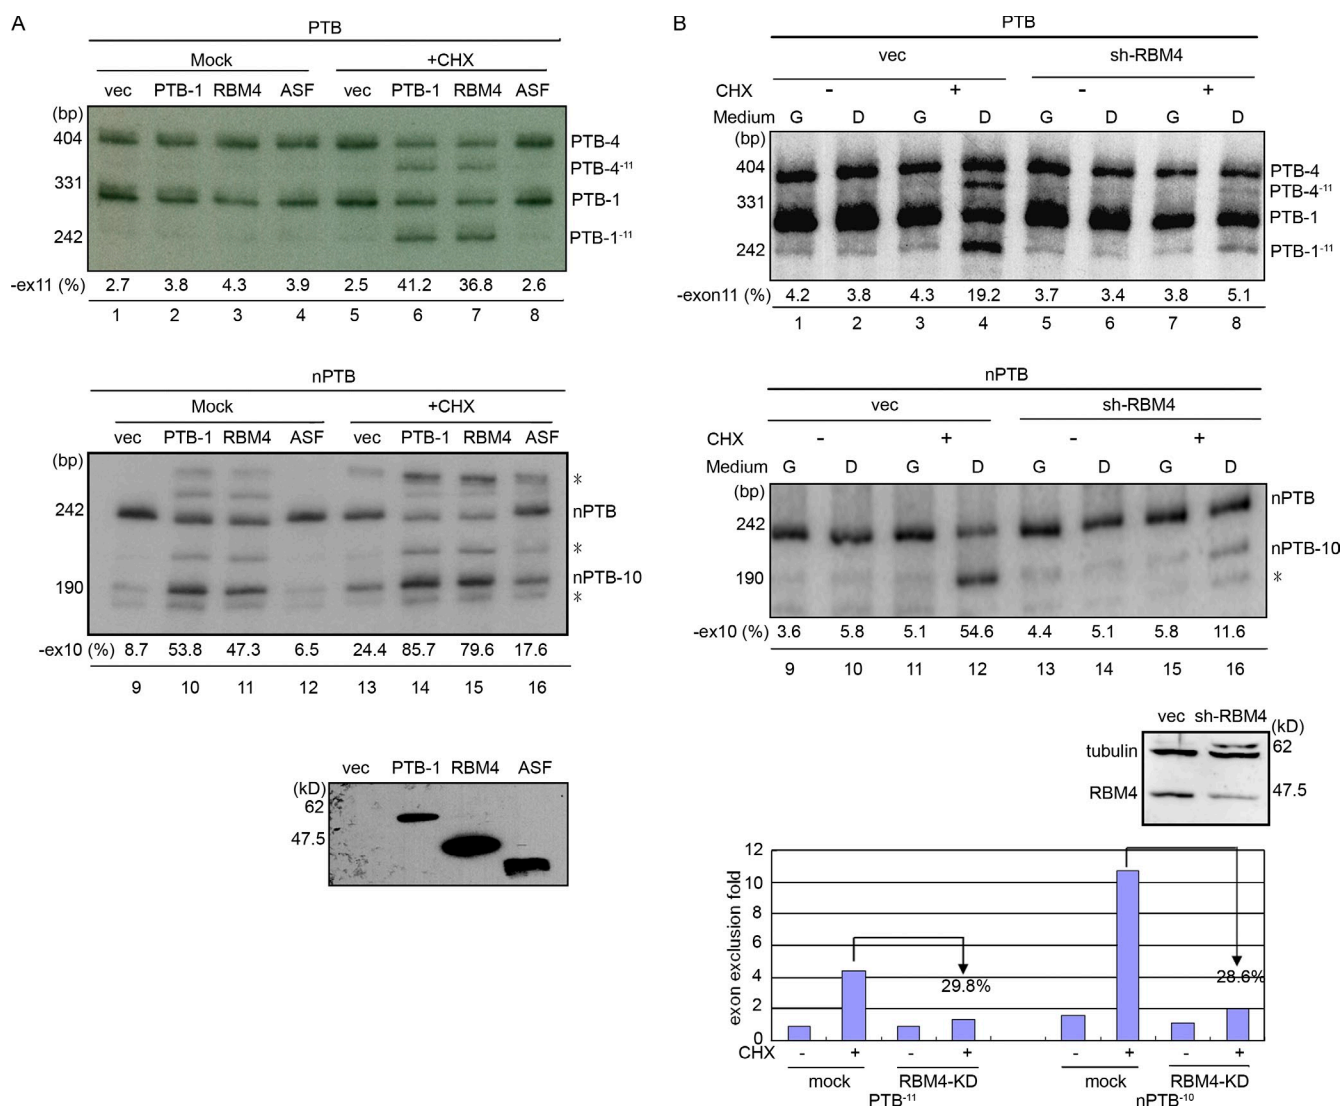 A
PTB
Mock +CHX
vec PTB-1 RBM4 ASF vec PTB-1 RBM4 ASF
(bp)
404
331
242
PTB-4
PTB-4-11
PTB-1
PTB-1-11
-ex11 (%) 2.7 3.8 4.3 3.9 2.5 41.2 36.8 2.6
1 2 3 4 5 6 7 8
nPTB
Mock +CHX
vec PTB-1 RBM4 ASF vec PTB-1 RBM4 ASF
(bp)
242
190
*
nPTB
*
nPTB-10
*
-ex10 (%) 8.7 53.8 47.3 6.5 24.4 85.7 79.6 17.6
9 10 11 12 13 14 15 16
vec PTB-1 RBM4 ASF
(kD)
62
47.5
B
PTB
vec sh-RBM4
CHX - + - +
Medium G D G D G D G D
(bp)
404
331
242
PTB-4
PTB-4-11
PTB-1
PTB-1-11
-exon11 (%) 4.2 3.8 4.3 19.2 3.7 3.4 3.8 5.1
1 2 3 4 5 6 7 8
nPTB
vec sh-RBM4
CHX - + - +
Medium G D G D G D G D
(bp)
242
190
nPTB
nPTB-10
*
-ex10 (%) 3.6 5.8 5.1 54.6 4.4 5.1 5.8 11.6
9 10 11 12 13 14 15 16
vec sh-RBM4
(kD)
tubulin 62
RBM4 47.5
exon exclusion fold
12
10
8
6
4
2
0
29.8%
28.6%
CHX - + - + - + - +
mock RBM4-KD mock RBM4-KD
PTB-11 nPTB-10